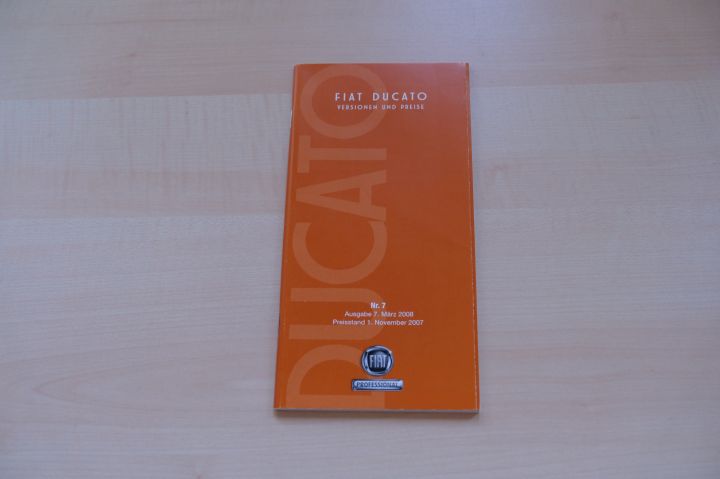 FIAT DUCATO
VERSIONEN UND PREISE
DUCATO
Nr. 7
Ausgabe 7. März 2008
Preisstand 1. November 2007
FIAT
PROFESSIONAL